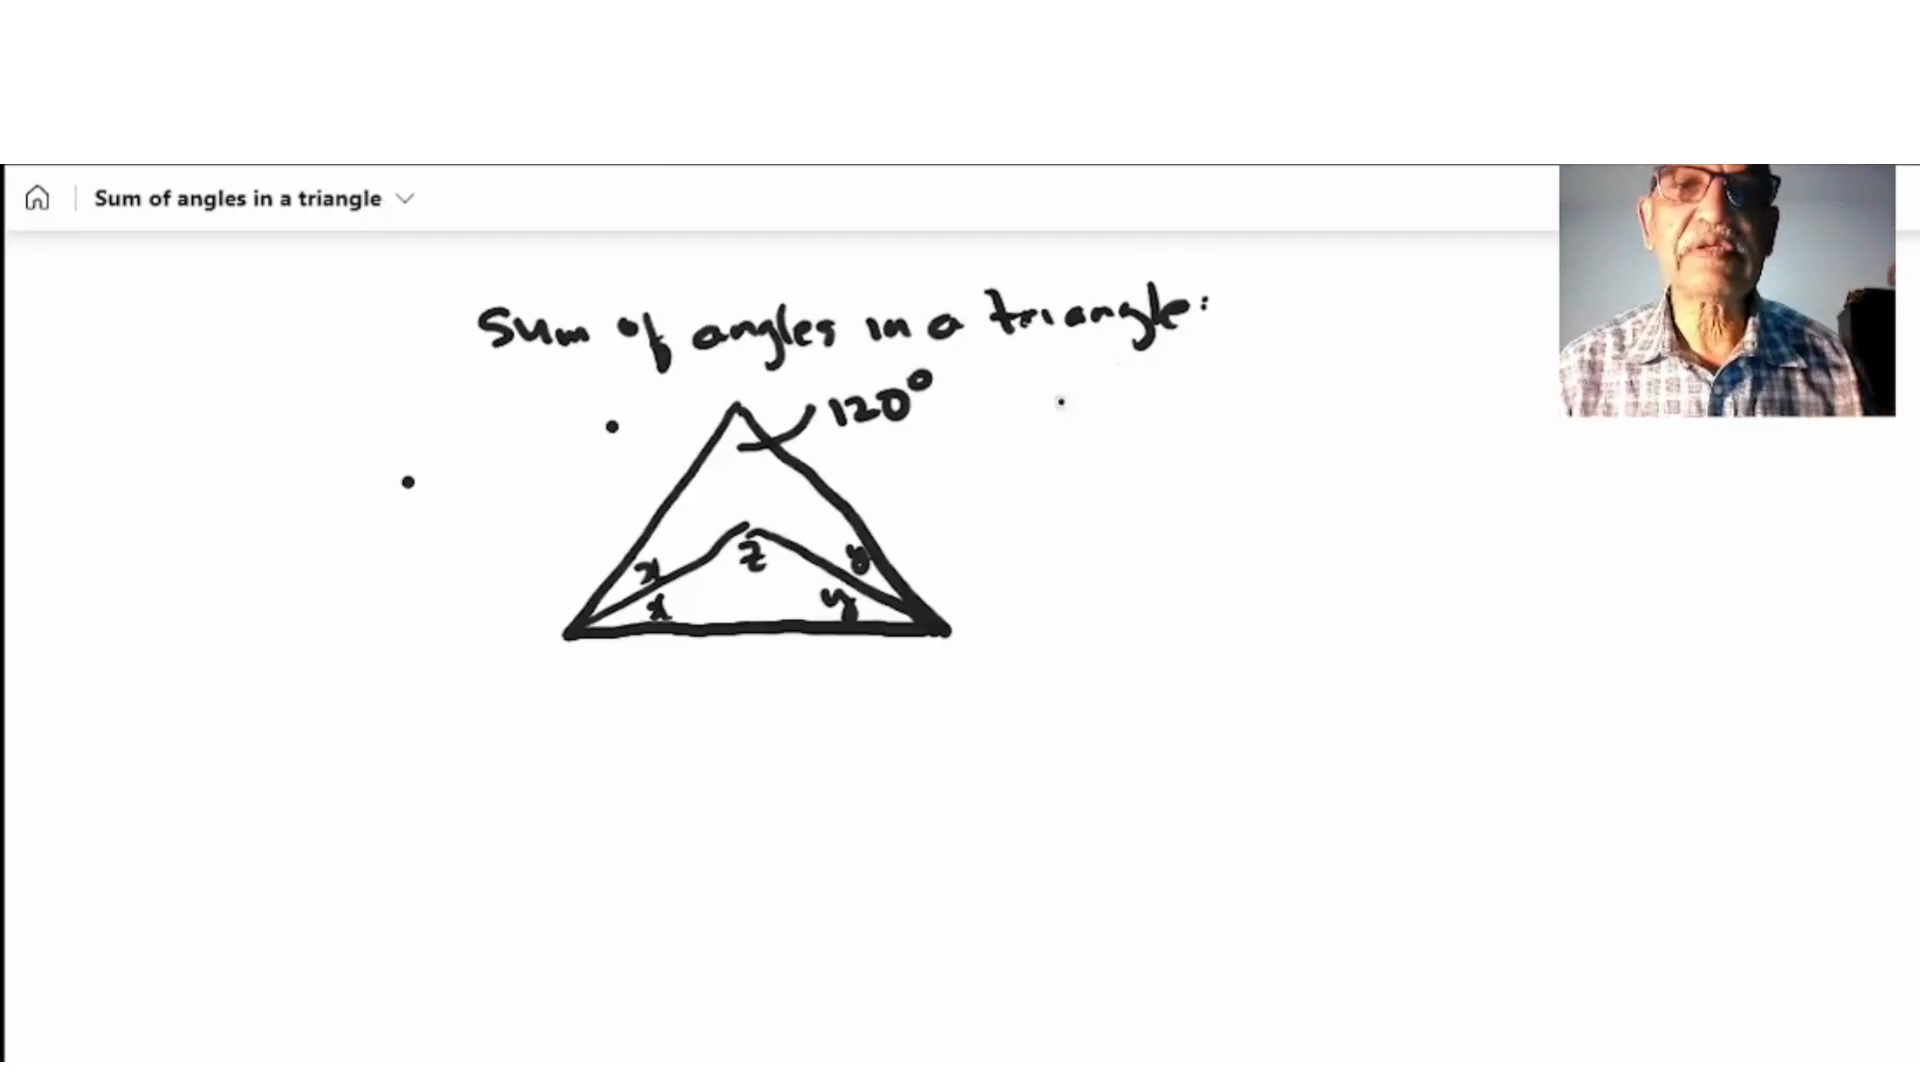 Sum of angles in a triangle
Sum of angles in a triangle:
120°
z
x
y
x
y